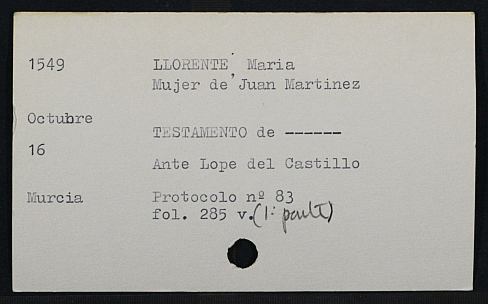 1549 LLORENTE, Maria
Mujer de Juan Martinez
Octubre
TESTAMENTO de ------
16
Ante Lope del Castillo
Murcia Protocolo nº 83
fol. 285 v. (1ª parte)